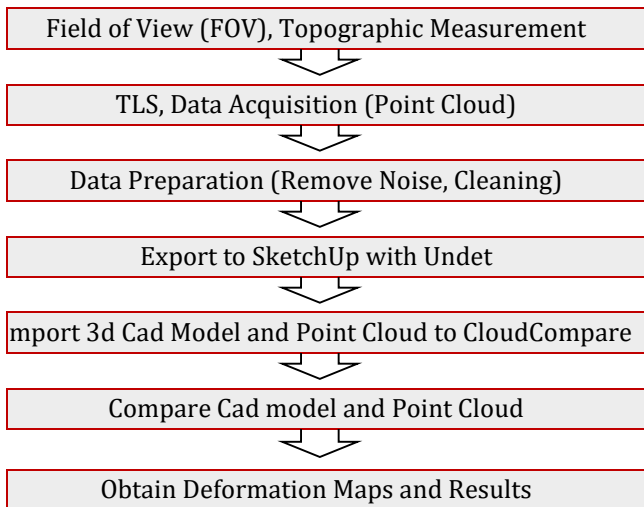 Field of View (FOV), Topographic Measurement
TLS, Data Acquisition (Point Cloud)
Data Preparation (Remove Noise, Cleaning)
Export to SketchUp with Undet
mport 3d Cad Model and Point Cloud to CloudCompare
Compare Cad model and Point Cloud
Obtain Deformation Maps and Results